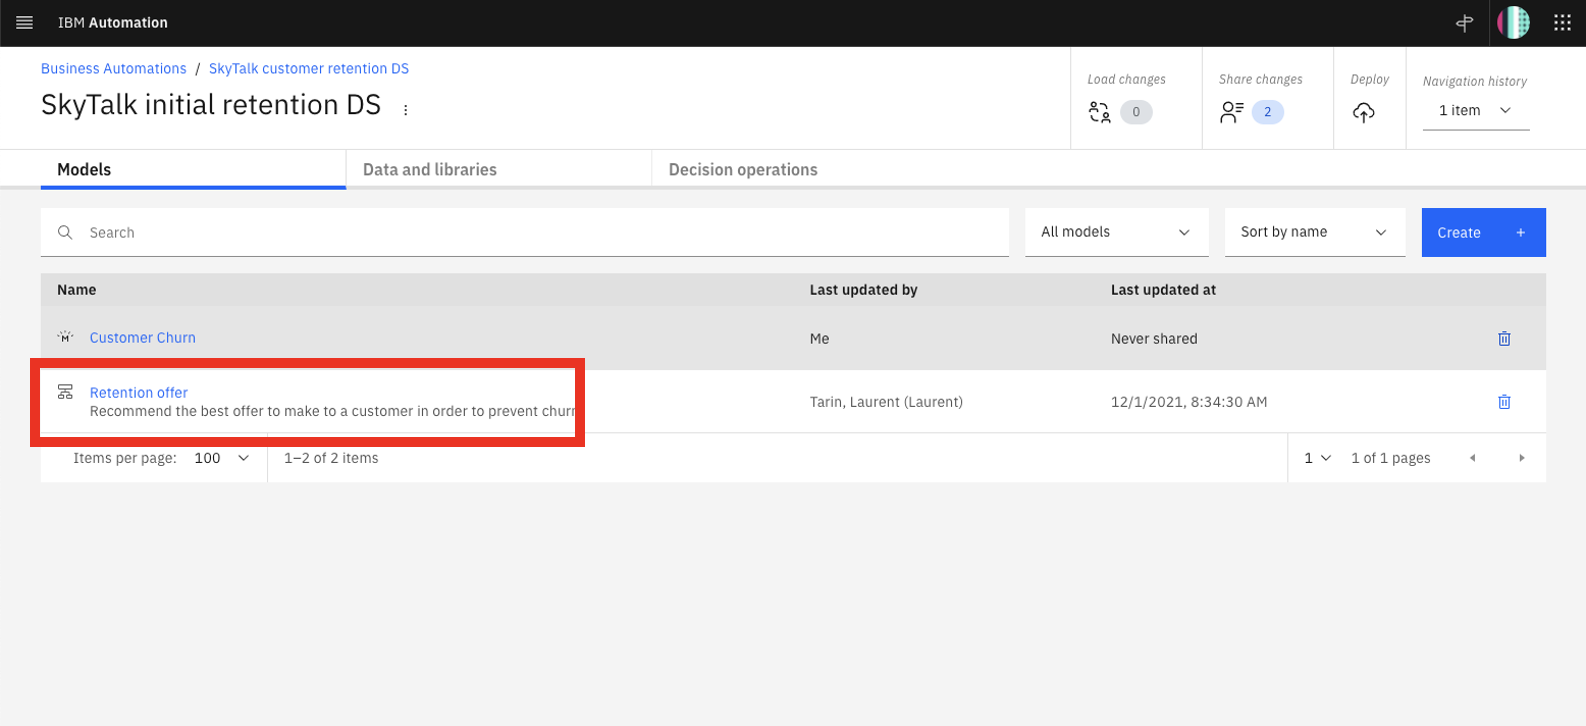 IBM Automation
Business Automations / SkyTalk customer retention DS
SkyTalk initial retention DS
Load changes
0
Share changes
2
Deploy
Navigation history
1 item
Models
Data and libraries
Decision operations
Search
All models
Sort by name
Create +
Name
Last updated by
Last updated at
M
Customer Churn
Me
Never shared
Retention offer
Recommend the best offer to make to a customer in order to prevent churn
Tarin, Laurent (Laurent)
12/1/2021, 8:34:30 AM
Items per page: 100
1–2 of 2 items
1
1 of 1 pages